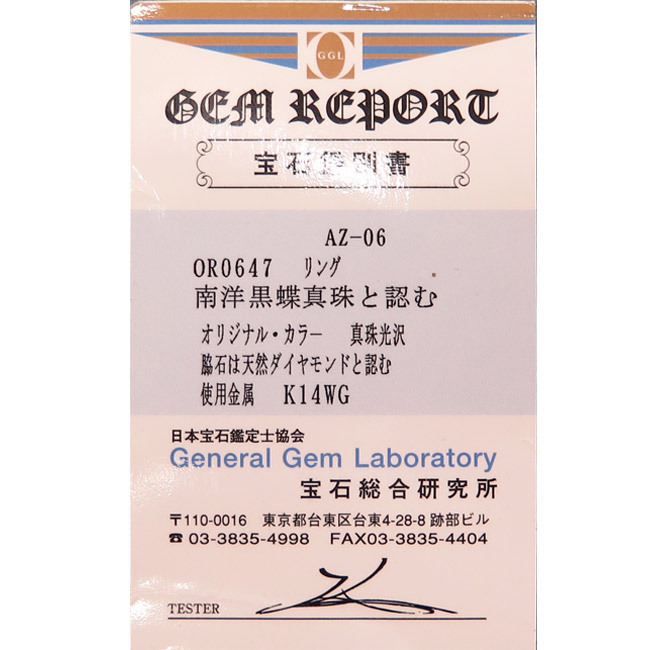 GGL
GEM REPORT
宝石鑑別書
AZ-06
OR0647 リング
南洋黒蝶真珠と認む
オリジナル・カラー 真珠光沢
脇石は天然ダイヤモンドと認む
使用金属 K14WG
日本宝石鑑定士協会
General Gem Laboratory
宝石総合研究所
〒110-0016 東京都台東区台東4-28-8 跡部ビル
☎ 03-3835-4998 FAX03-3835-4404
TESTER